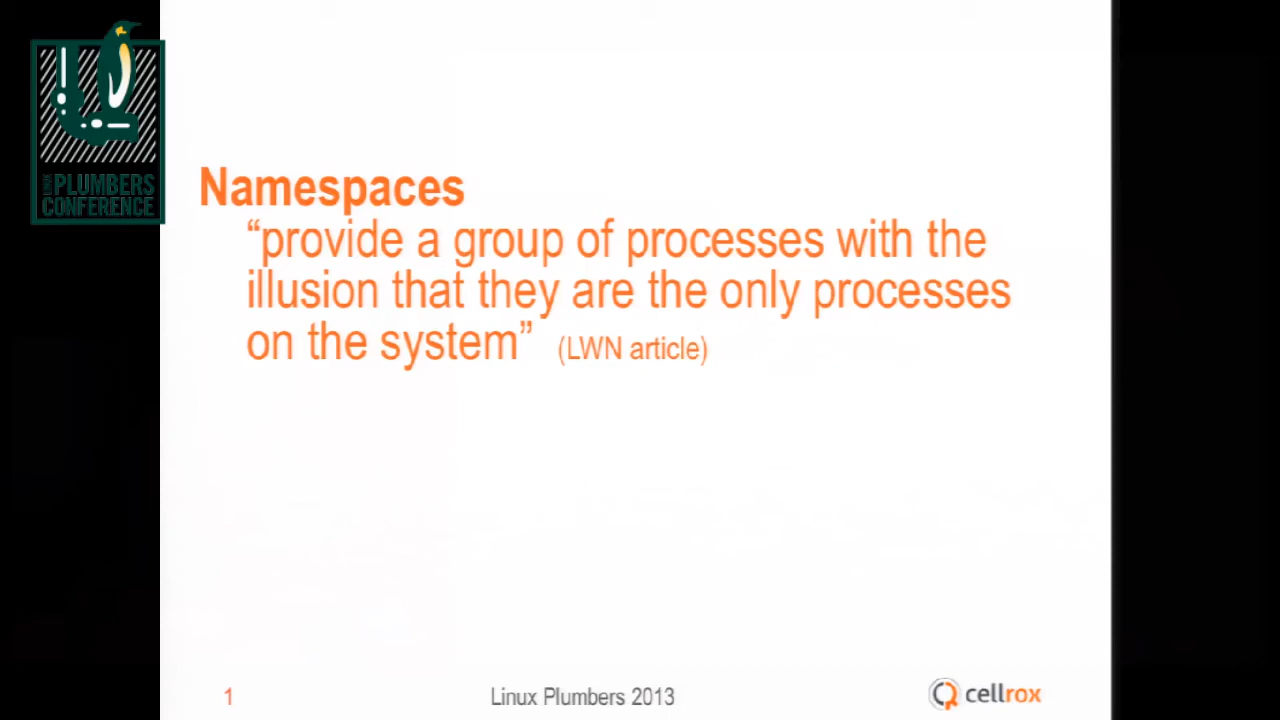 LINUX PLUMBERS
CONFERENCE
Namespaces
“provide a group of processes with the
illusion that they are the only processes
on the system” (LWN article)
1
Linux Plumbers 2013
cellrox